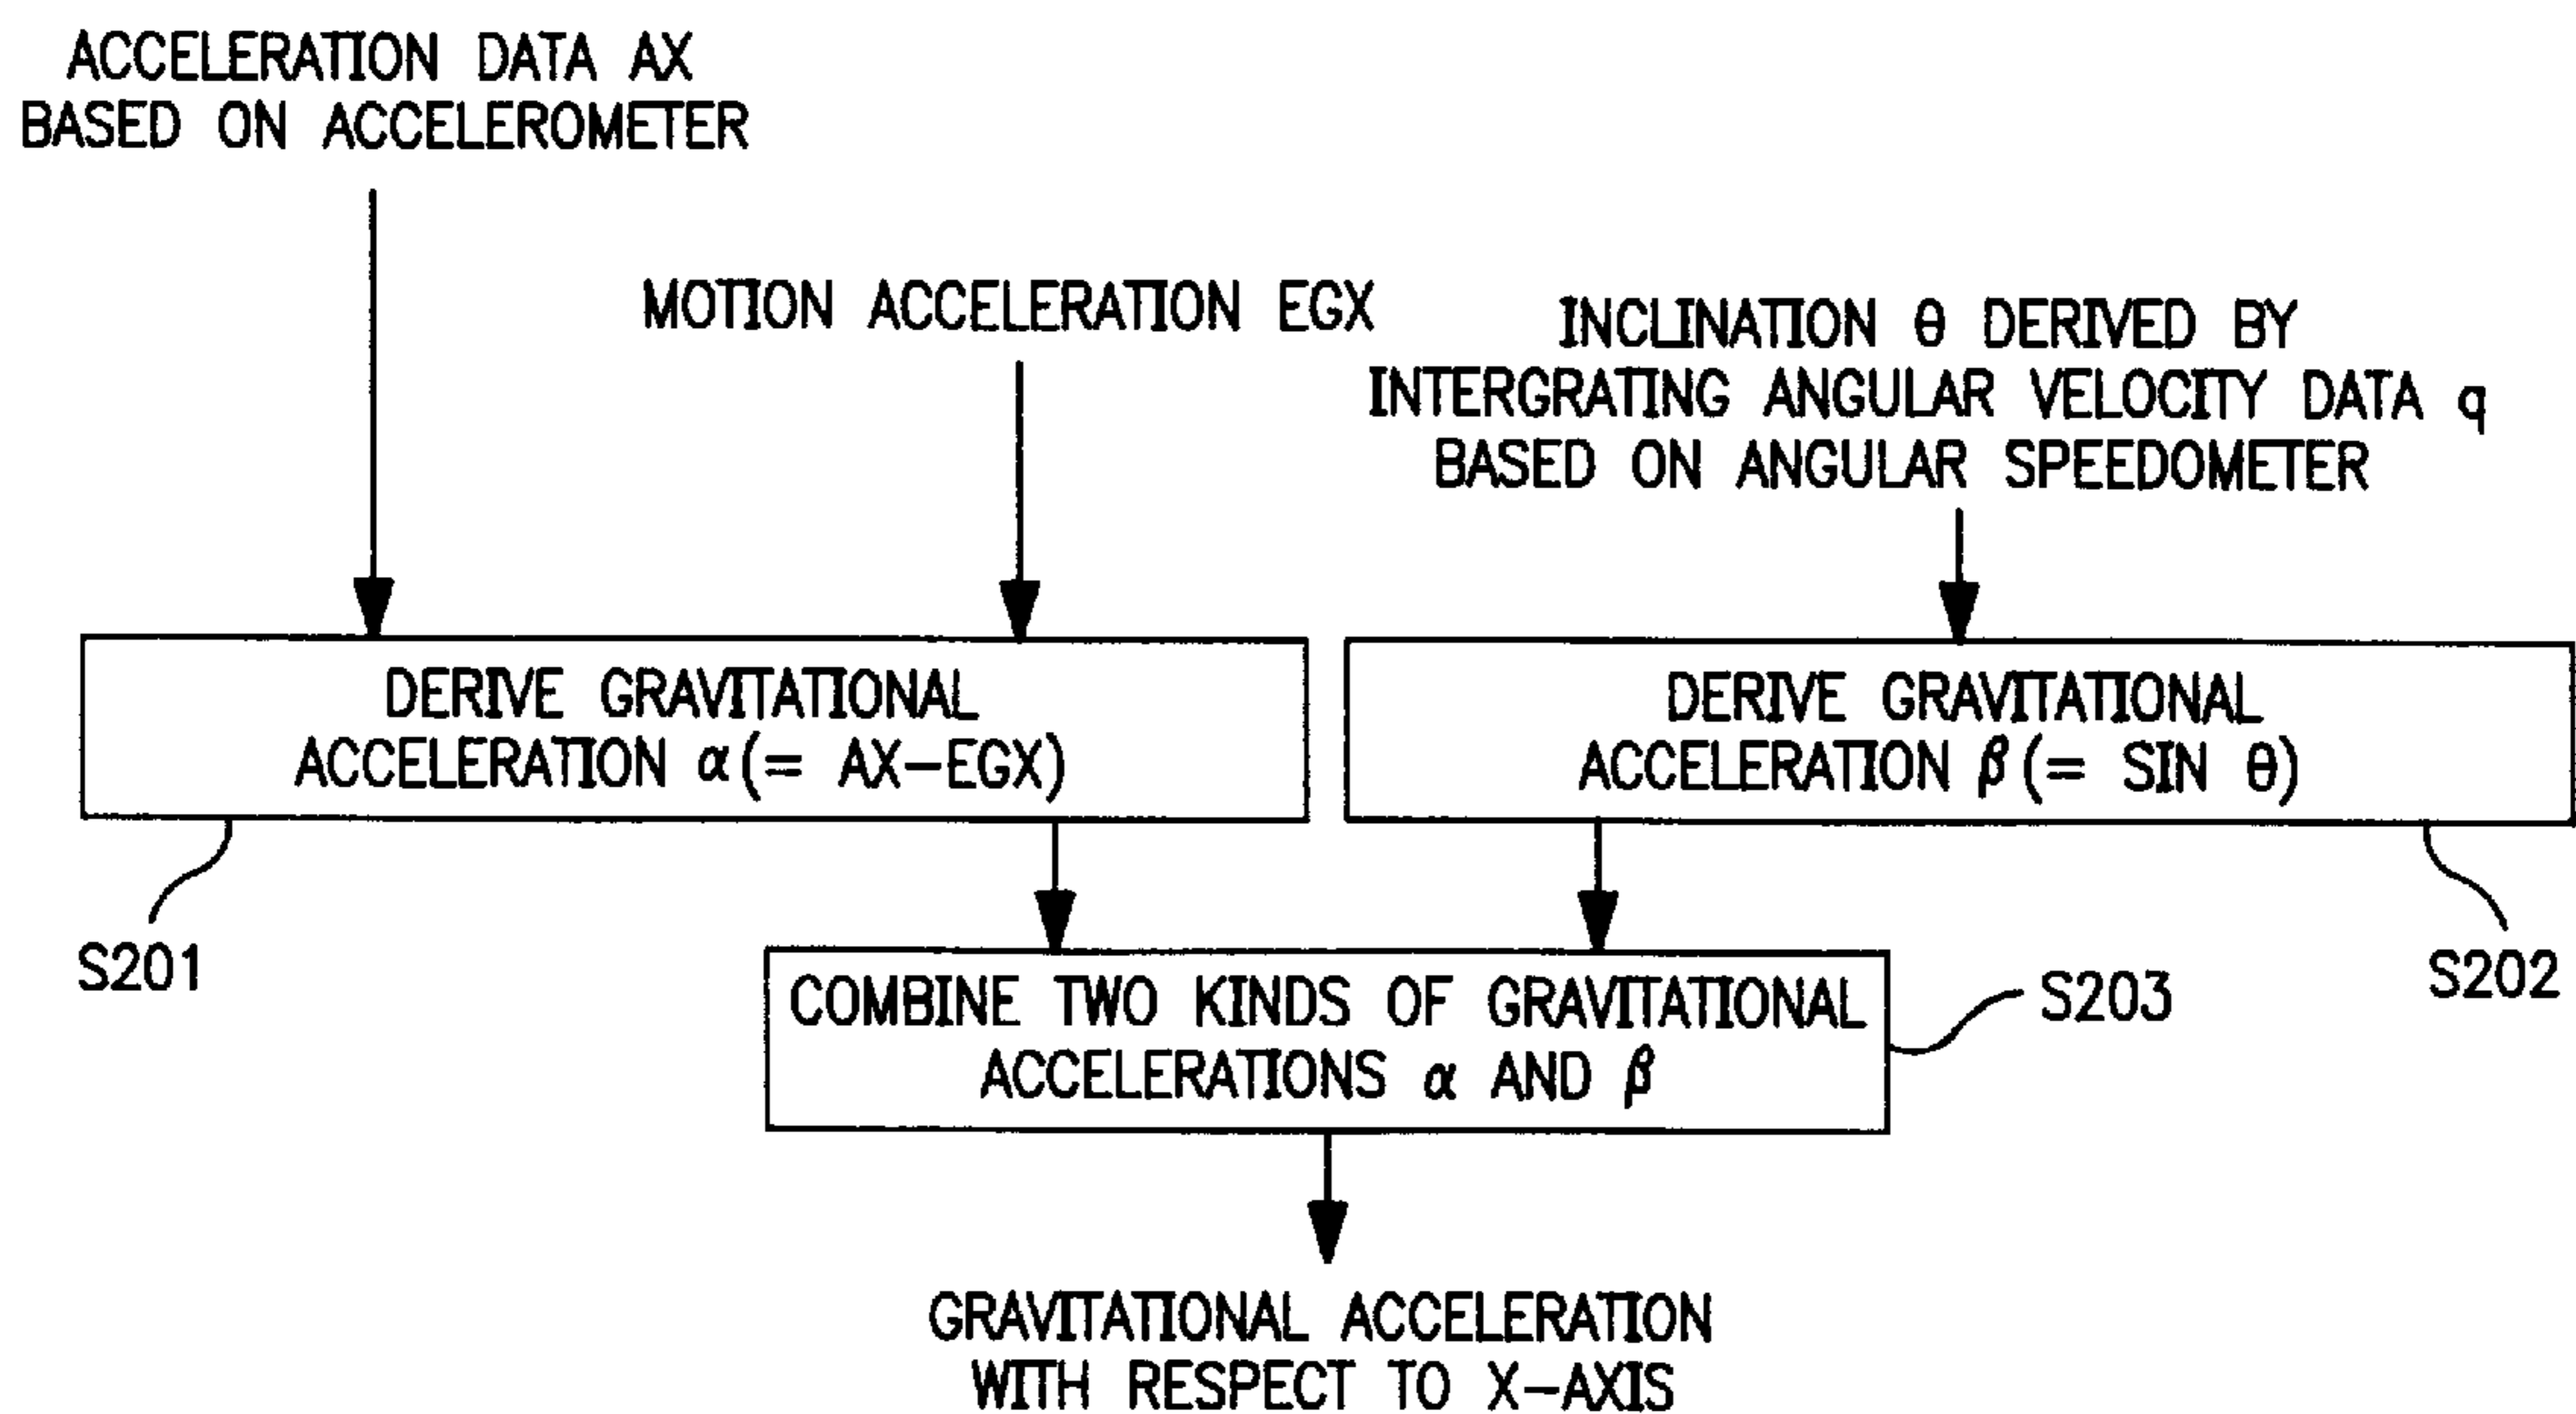 ACCELERATION DATA AX
BASED ON ACCELEROMETER
MOTION ACCELERATION EGX
INCLINATION θ DERIVED BY
INTERGRATING ANGULAR VELOCITY DATA q
BASED ON ANGULAR SPEEDOMETER
DERIVE GRAVITATIONAL
ACCELERATION α (= AX-EGX)
DERIVE GRAVITATIONAL
ACCELERATION β (= SIN θ)
S201
S202
COMBINE TWO KINDS OF GRAVITATIONAL
ACCELERATIONS α AND β
S203
GRAVITATIONAL ACCELERATION
WITH RESPECT TO X-AXIS